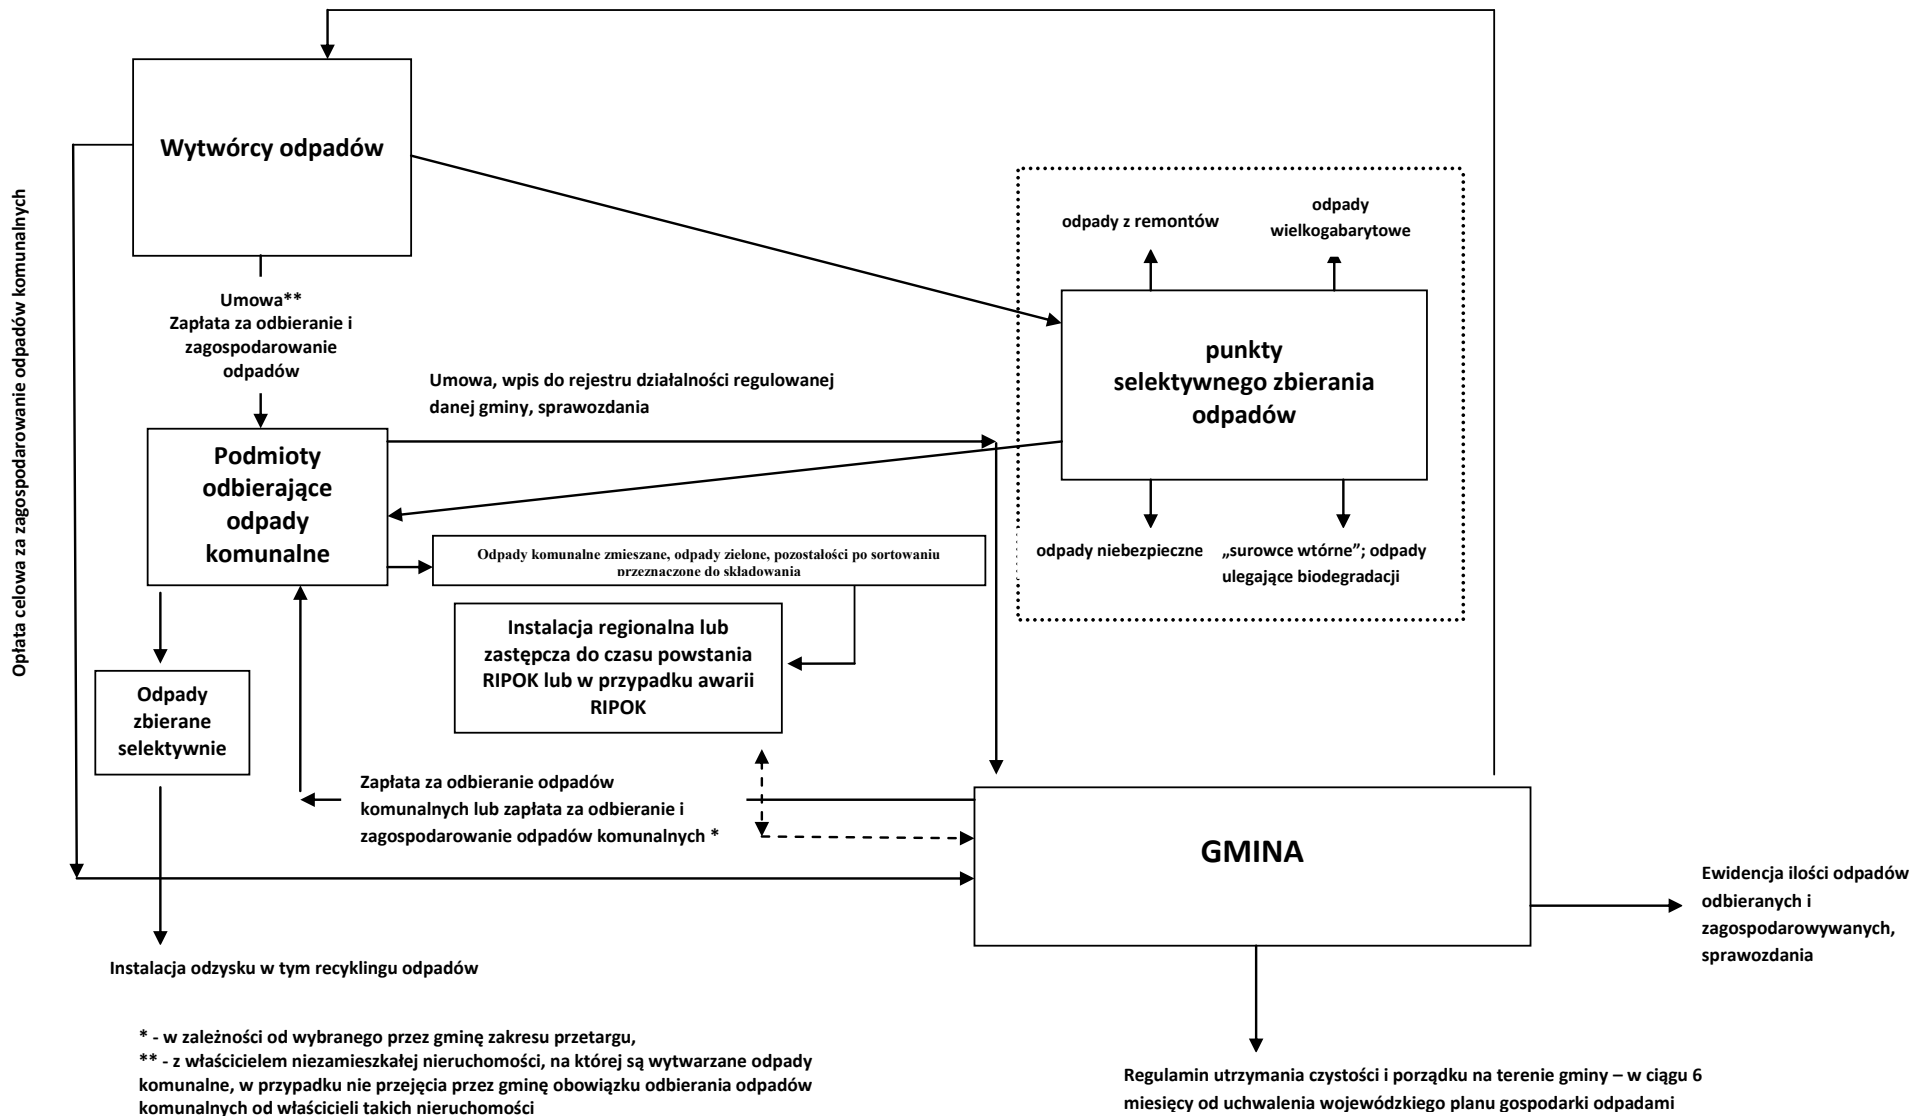 Opłata celowa za zagospodarowanie odpadów komunalnych
Wytwórcy odpadów
odpady z remontów
odpady
wielkogabarytowe
Umowa**
Zapłata za odbieranie i
zagospodarowanie
odpadów
punkty
selektywnego zbierania
odpadów
Umowa, wpis do rejestru działalności regulowanej
danej gminy, sprawozdania
Podmioty
odbierające
odpady
komunalne
Odpady komunalne zmieszane, odpady zielone, pozostałości po sortowaniu
przeznaczone do składowania
odpady niebezpieczne
„surowce wtórne”; odpady
ulegające biodegradacji
Instalacja regionalna lub
zastępcza do czasu powstania
RIPOK lub w przypadku awarii
RIPOK
Odpady
zbierane
selektywnie
Zapłata za odbieranie odpadów
komunalnych lub zapłata za odbieranie i
zagospodarowanie odpadów komunalnych *
GMINA
Ewidencja ilości odpadów
odbieranych i
zagospodarowywanych,
sprawozdania
Instalacja odzysku w tym recyklingu odpadów
* - w zależności od wybranego przez gminę zakresu przetargu,
** - z właścicielem niezamieszkałej nieruchomości, na której są wytwarzane odpady
komunalne, w przypadku nie przejęcia przez gminę obowiązku odbierania odpadów
komunalnych od właścicieli takich nieruchomości
Regulamin utrzymania czystości i porządku na terenie gminy – w ciągu 6
miesięcy od uchwalenia wojewódzkiego planu gospodarki odpadami